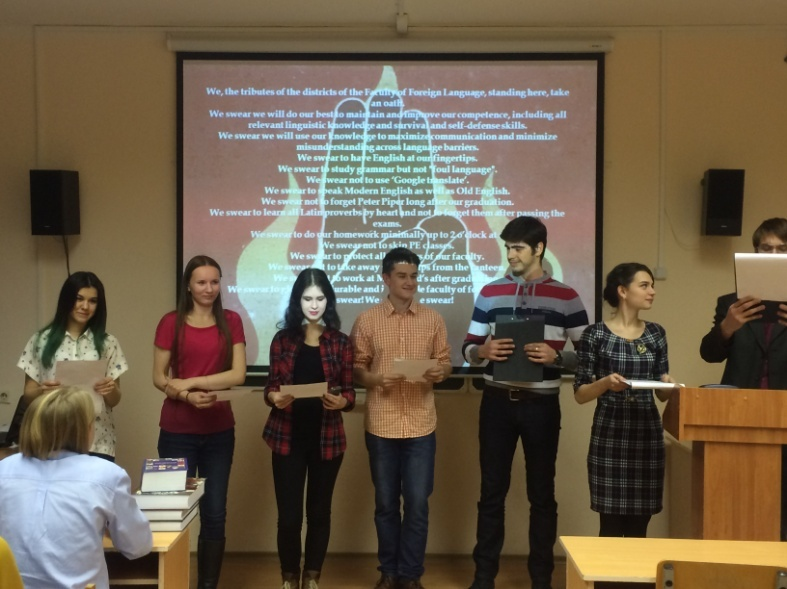 We, the tributes of the districts of the Faculty of Foreign Language, standing here, take
an oath.
We swear we will do our best to maintain and improve our competence, including all
relevant linguistic knowledge and survival and self-defense skills.
We swear we will use our knowledge to maximize communication and minimize
misunderstanding across language barriers.
We swear to have English at our fingertips.
We swear to study grammar but not "foul language".
We swear not to use "Google translate".
We swear to speak Modern English as well as Old English.
We swear not to forget Peter Piper long after our graduation.
We swear to learn all Latin proverbs by heart and not to forget them after passing the
exams.
We swear to do our homework minimally up to 2 o'clock at
We swear not to skip PE classes.
We swear to protect all of our faculty.
We swear to take away from the
We to work at after
We swear to and faculty of
swear! We swear!